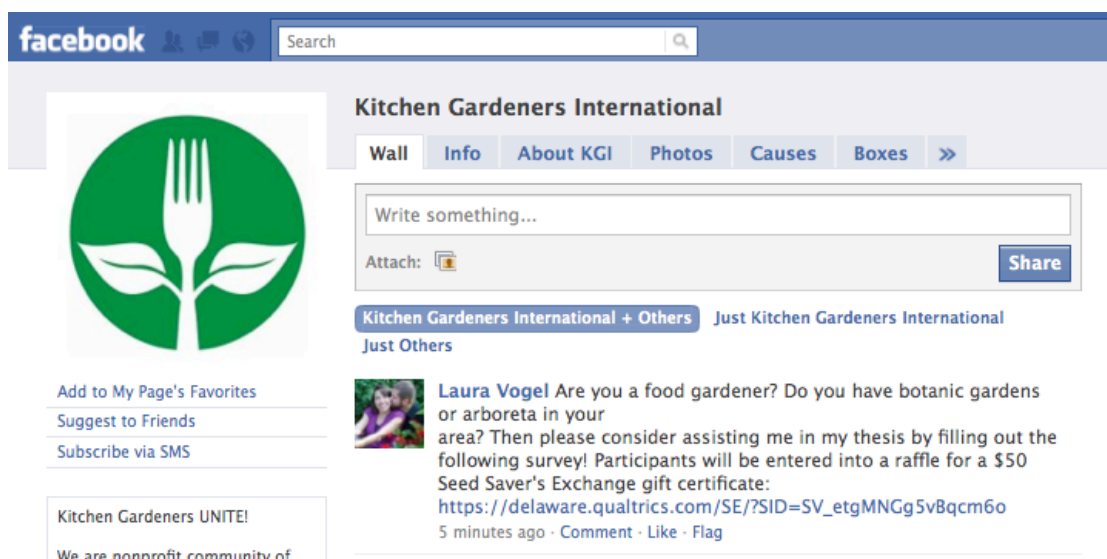 facebook
Search
Kitchen Gardeners International
Wall Info About KGI Photos Causes Boxes »
Write something...
Attach:
Share
Kitchen Gardeners International + Others Just Kitchen Gardeners International
Just Others
Add to My Page's Favorites
Suggest to Friends
Subscribe via SMS
Laura Vogel Are you a food gardener? Do you have botanic gardens
or arboreta in your
area? Then please consider assisting me in my thesis by filling out the
following survey! Participants will be entered into a raffle for a $50
Seed Saver's Exchange gift certificate:
https://delaware.qualtrics.com/SE/?SID=SV_etgMNGg5vBqcm6o
5 minutes ago · Comment · Like · Flag
Kitchen Gardeners UNITE!
We are nonprofit community of